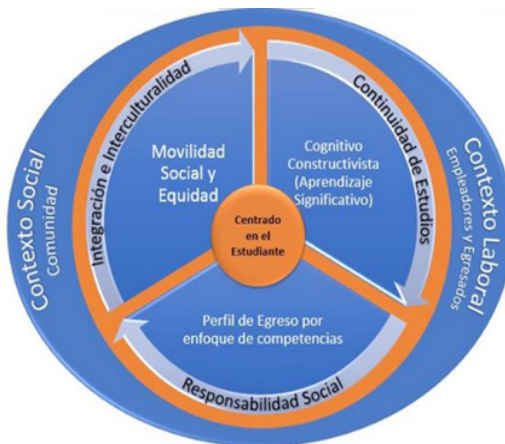 Contexto Social
Comunidad
Integración e Interculturalidad
Movilidad
Social y
Equidad
Cognitivo
Constructivista
(Aprendizaje
Significativo)
Continuidad de Estudios
Contexto Laboral
Empleadores y Egresados
Centrado
en el
Estudiante
Perfil de Egreso por
enfoque de competencias
Responsabilidad Social